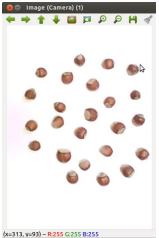 Image (Camera) (1)
(x=313, y=93) ~ R:255 G:255 B:255